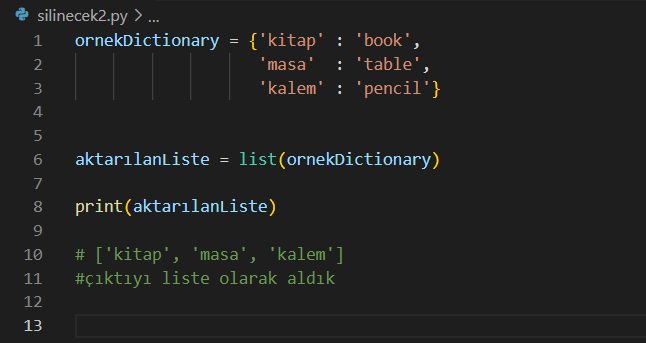 silinecek2.py > ...
1 ornekDictionary = {'kitap' : 'book',
2 'masa'  : 'table',
3 'kalem' : 'pencil'}
4
5
6 aktarılanListe = list(ornekDictionary)
7
8 print(aktarılanListe)
9
10 # ['kitap', 'masa', 'kalem']
11 #çıktıyı liste olarak aldık
12
13